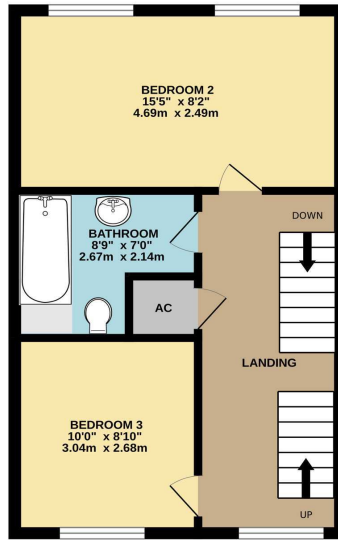 BEDROOM 2
15'5" x 8'2"
4.69m x 2.49m
DOWN
BATHROOM
8'9" x 7'0"
2.67m x 2.14m
AC
LANDING
BEDROOM 3
10'0" x 8'10"
3.04m x 2.68m
UP